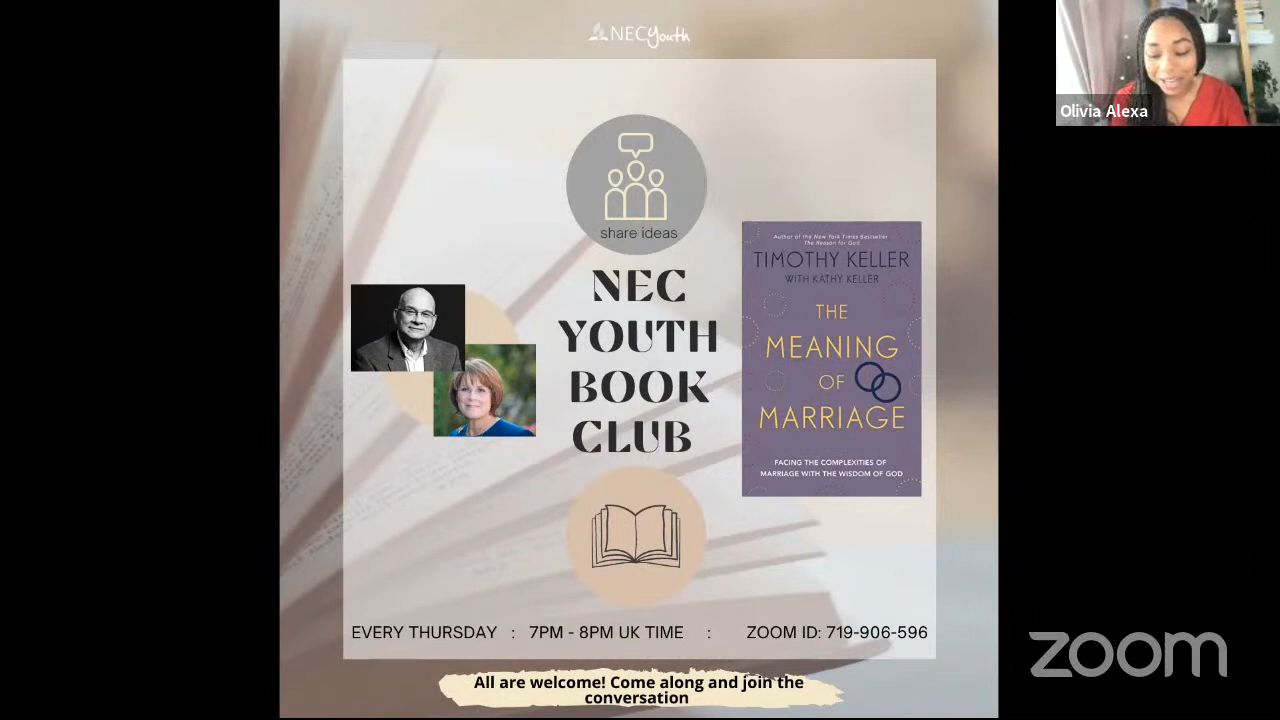 NECYouth
Olivia Alexa
share ideas
NEC
YOUTH
BOOK
CLUB
Author of the New York Times Bestseller
The Reason for God
TIMOTHY KELLER
WITH KATHY KELLER
THE
MEANING
OF
MARRIAGE
FACING THE COMPLEXITIES OF
MARRIAGE WITH THE WISDOM OF GOD
EVERY THURSDAY : 7PM - 8PM UK TIME : ZOOM ID: 719-906-596
zoom
All are welcome! Come along and join the
conversation